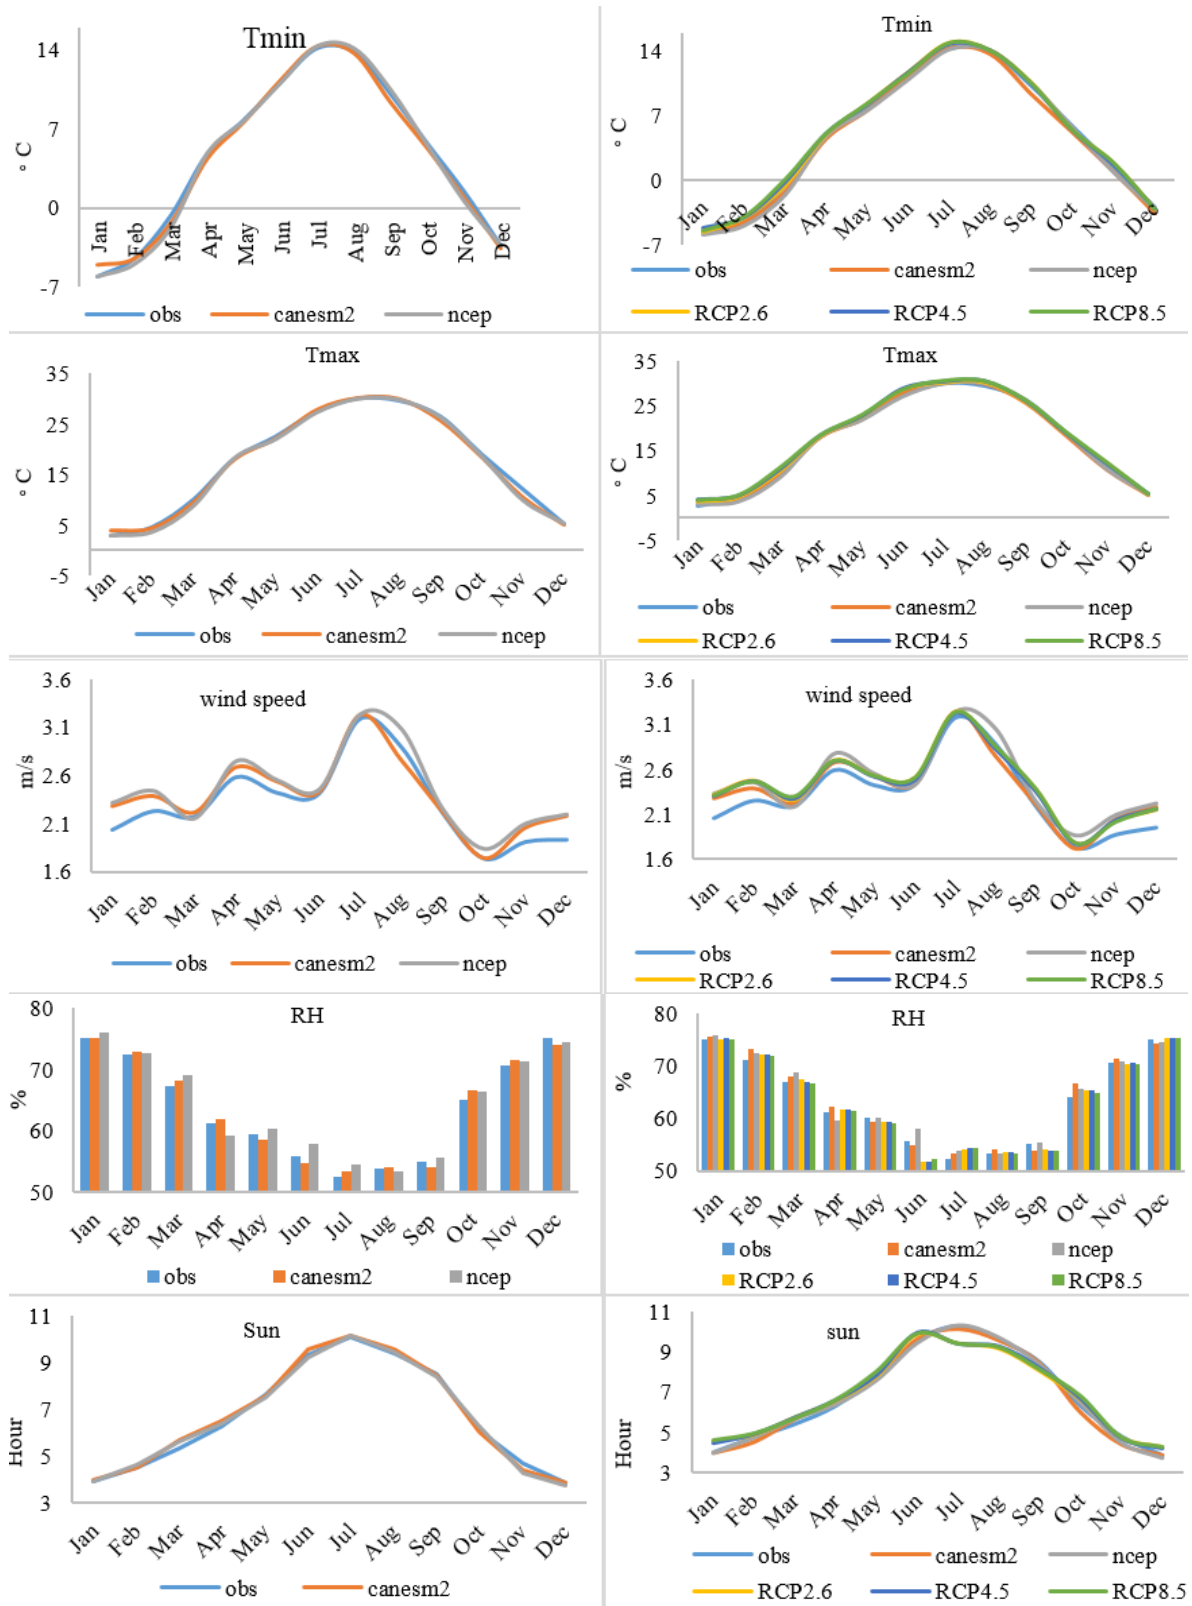 Tmin
14
7
0
-7
° C
Jan Feb Mar Apr May Jun Jul Aug Sep Oct Nov Dec
obs canesm2 ncep
Tmin
14
7
0
-7
° C
Jan Feb Mar Apr May Jun Jul Aug Sep Oct Nov Dec
obs canesm2 ncep
RCP2.6 RCP4.5 RCP8.5
Tmax
35
25
15
5
-5
° C
Jan Feb Mar Apr May Jun Jul Aug Sep Oct Nov Dec
obs canesm2 ncep
Tmax
35
25
15
5
-5
° C
Jan Feb Mar Apr May Jun Jul Aug Sep Oct Nov Dec
obs canesm2 ncep
RCP2.6 RCP4.5 RCP8.5
wind speed
3.6
3.1
2.6
2.1
1.6
m/s
Jan Feb Mar Apr May Jun Jul Aug Sep Oct Nov Dec
obs canesm2 ncep
wind speed
3.6
3.1
2.6
2.1
1.6
m/s
Jan Feb Mar Apr May Jun Jul Aug Sep Oct Nov Dec
obs canesm2 ncep
RCP2.6 RCP4.5 RCP8.5
RH
80
70
60
50
%
Jan Feb Mar Apr May Jun Jul Aug Sep Oct Nov Dec
obs canesm2 ncep
RH
80
70
60
50
%
Jan Feb Mar Apr May Jun Jul Aug Sep Oct Nov Dec
obs canesm2 ncep
RCP2.6 RCP4.5 RCP8.5
Sun
11
9
7
5
3
Hour
Jan Feb Mar Apr May Jun Jul Aug Sep Oct Nov Dec
obs canesm2
sun
11
9
7
5
3
Hour
Jan Feb Mar Apr May Jun Jul Aug Sep Oct Nov Dec
obs canesm2 ncep
RCP2.6 RCP4.5 RCP8.5